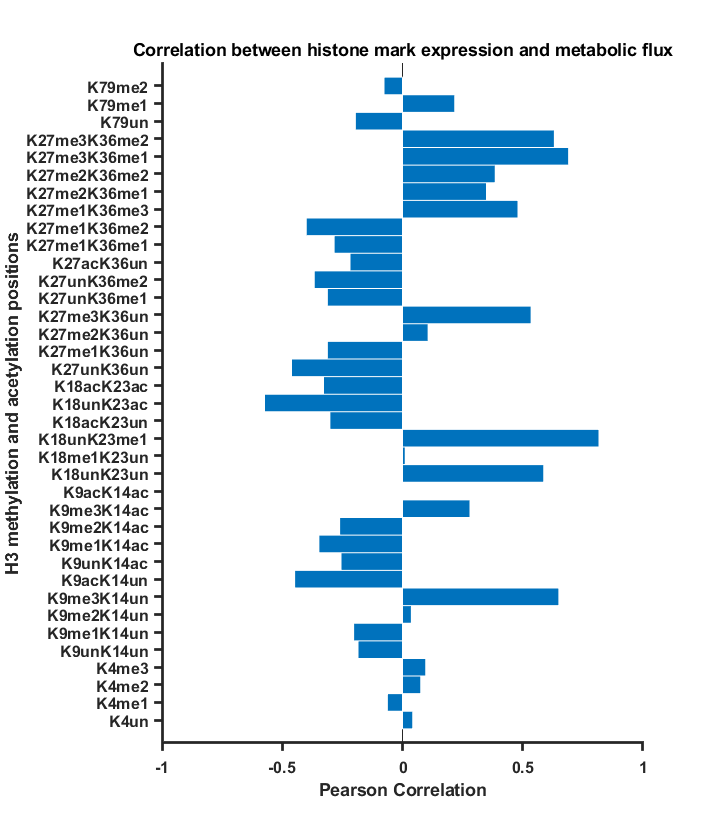 Correlation between histone mark expression and metabolic flux
H3 methylation and acetylation positions
K79me2
K79me1
K79un
K27me3K36me2
K27me3K36me1
K27me2K36me2
K27me2K36me1
K27me1K36me3
K27me1K36me2
K27me1K36me1
K27acK36un
K27unK36me2
K27unK36me1
K27me3K36un
K27me2K36un
K27me1K36un
K27unK36un
K18acK23ac
K18unK23ac
K18acK23un
K18unK23me1
K18me1K23un
K18unK23un
K9acK14ac
K9me3K14ac
K9me2K14ac
K9me1K14ac
K9unK14ac
K9acK14un
K9me3K14un
K9me2K14un
K9me1K14un
K9unK14un
K4me3
K4me2
K4me1
K4un
-1 -0.5 0 0.5 1
Pearson Correlation